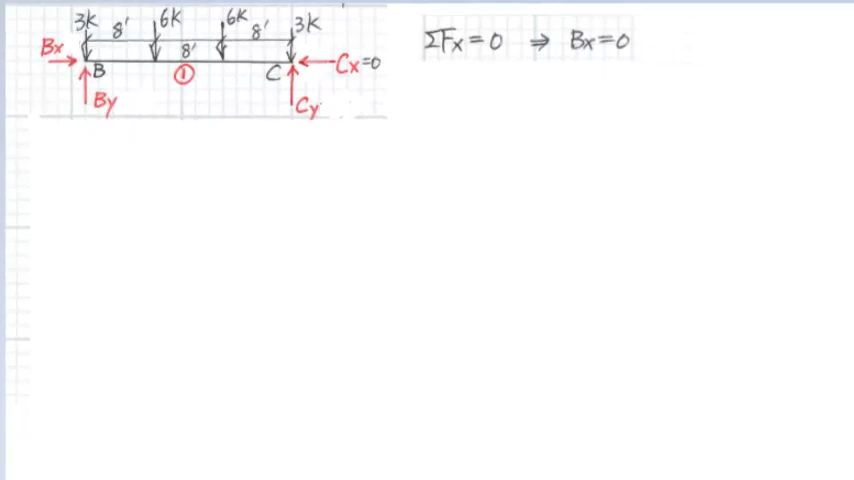 3K 6K 6K 3K
8' 8' 8'
Bx B ① C Cx=0
By Cy
ΣFx=0 ⇒ Bx=0